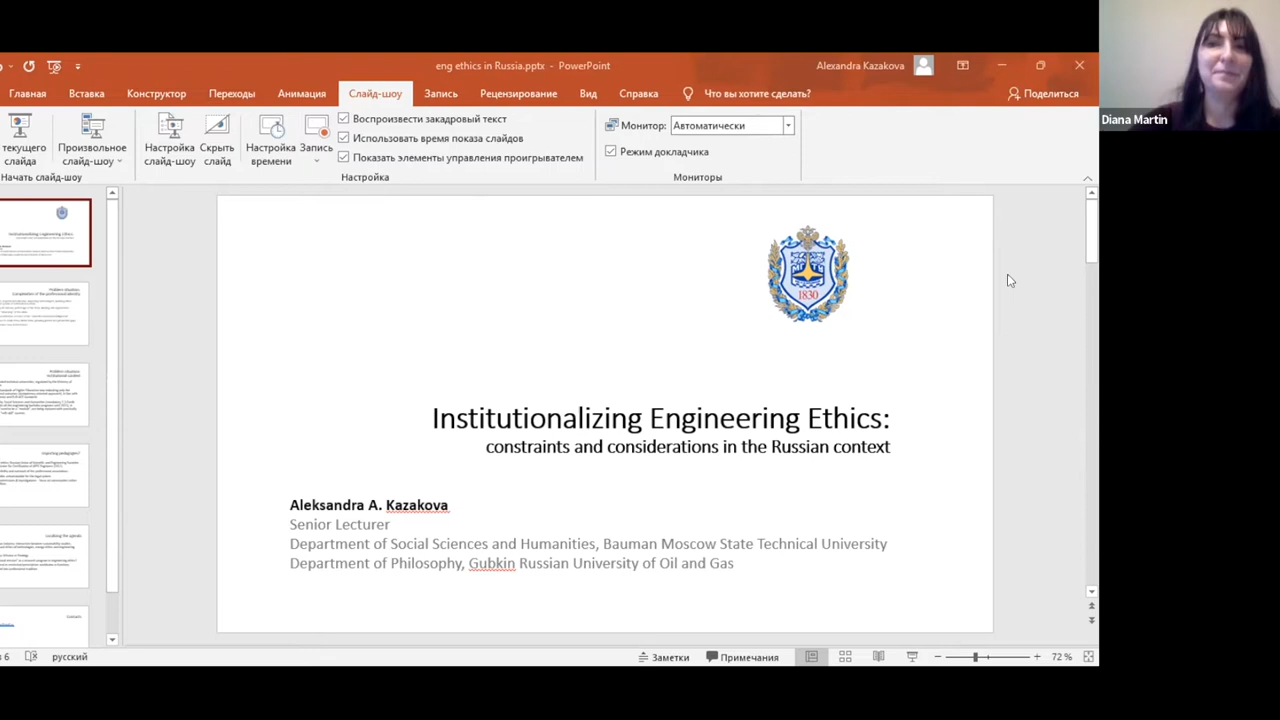 eng ethics in Russia.pptx - PowerPoint
Alexandra Kazakova
Главная Вставка Конструктор Переходы Анимация Слайд-шоу Запись Рецензирование Вид Справка Что вы хотите сделать? Поделиться
текущего слайда
Произвольное слайд-шоу
Настройка слайд-шоу
Скрыть слайд
Настройка времени
Запись
Воспроизвести закадровый текст
Использовать время показа слайдов
Показать элементы управления проигрывателем
Монитор: Автоматически
Режим докладчика
Начать слайд-шоу
Настройка
Мониторы
Diana Martin
1830
Institutionalizing Engineering Ethics:
constraints and considerations in the Russian context
Aleksandra A. Kazakova
Senior Lecturer
Department of Social Sciences and Humanities, Bauman Moscow State Technical University
Department of Philosophy, Gubkin Russian University of Oil and Gas
6 русский Заметки Примечания 72 %